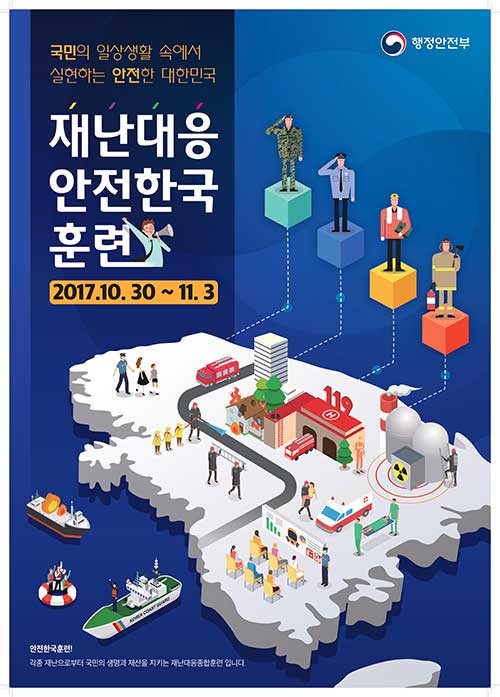 국민의 일상생활 속에서
실현하는 안전한 대한민국
행정안전부
재난대응
안전한국
훈련
2017.10. 30 ~ 11. 3
119
H
KOREA COAST GUARD
안전한국훈련!
각종 재난으로부터 국민의 생명과 재산을 지키는 재난대응종합훈련 입니다.